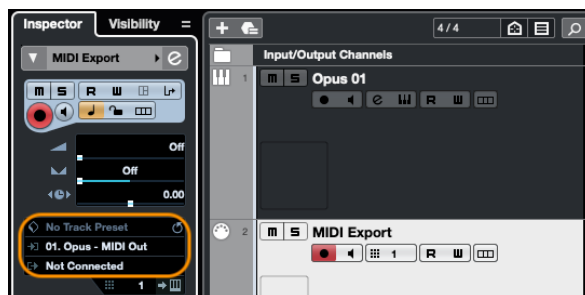 Inspector Visibility
4/4
MIDI Export
Input/Output Channels
m S R W
1 m S Opus 01
R W
Off
Off
0.00
No Track Preset
01. Opus - MIDI Out
Not Connected
1
2 m S MIDI Export
1 R W